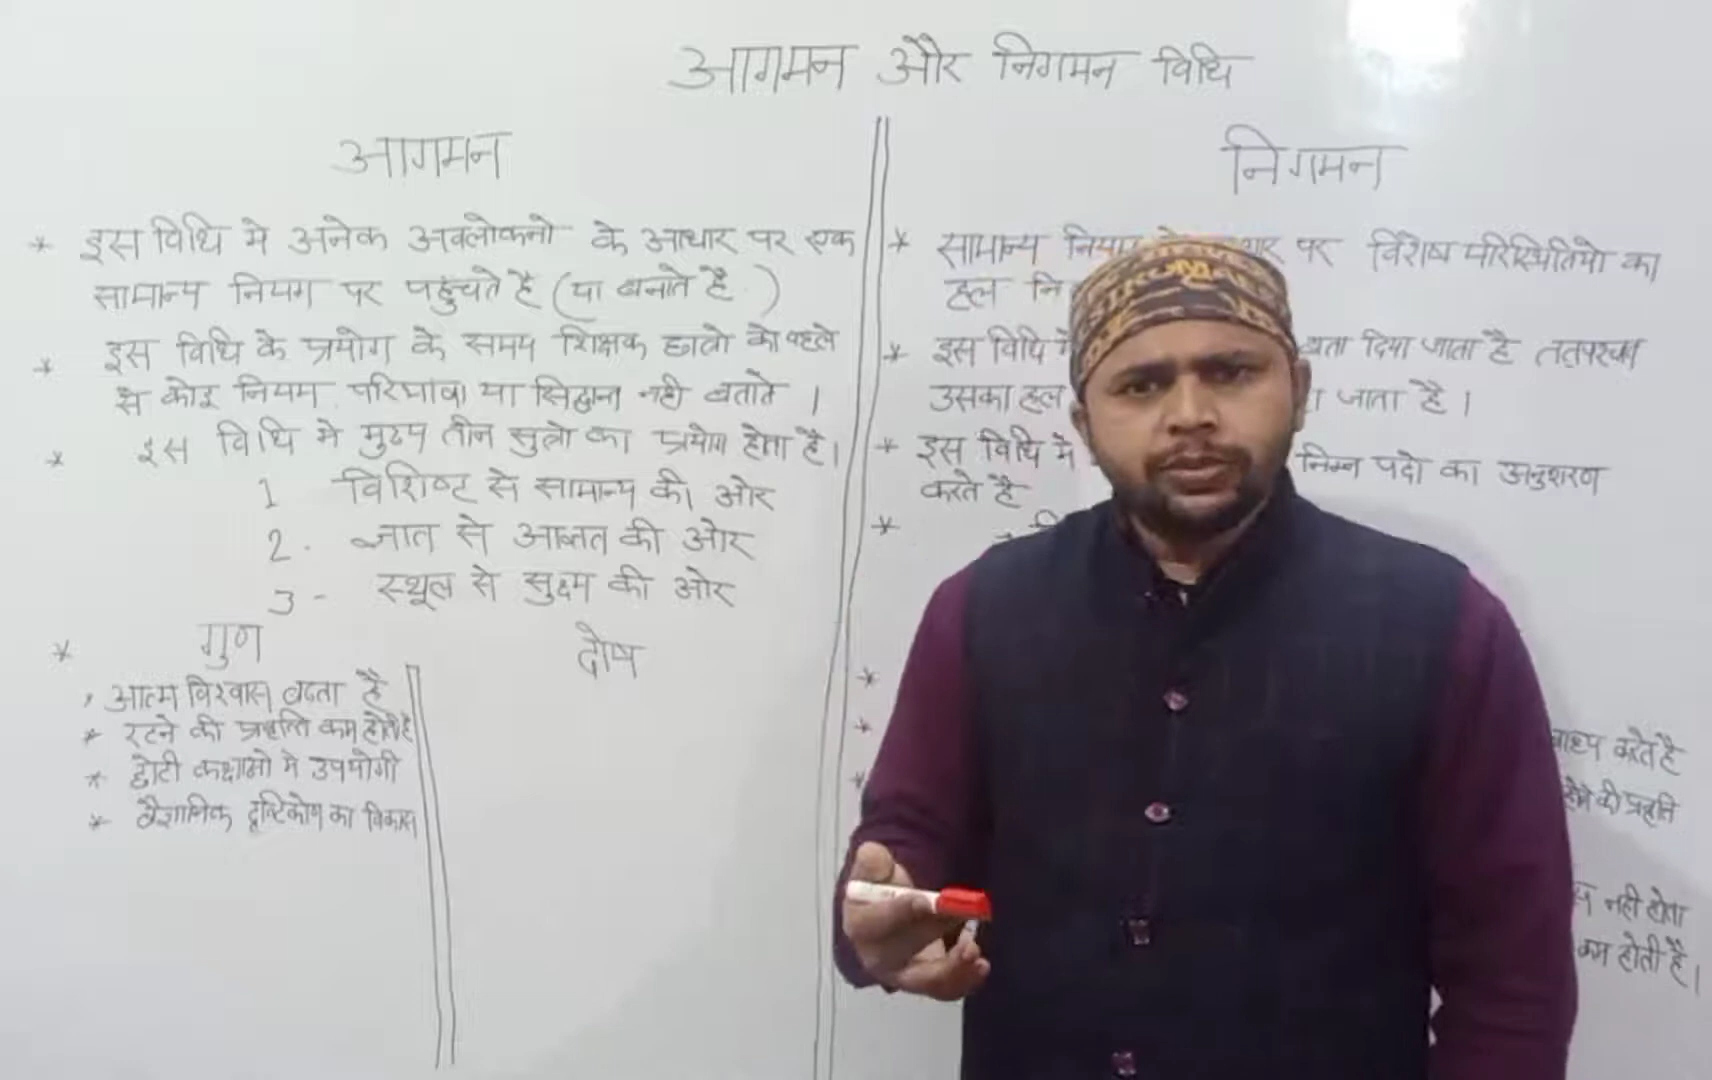 आगमन और निगमन विधि
आगमन
* इस विधि मे अनेक अवलोकनो के आधार पर एक
सामान्य नियम पर पहुंचते है (या बनाते है)
* इस विधि के प्रयोग के समय शिक्षक छात्रो को पहले
से कोइ नियम, परिभाषा या सिद्धान्त नही बताते ।
* इस विधि मे मुख्य तीन सुत्रो का प्रयोग होता है।
1 विशिष्ट से सामान्य की ओर
2. ज्ञात से अज्ञात की ओर
3 - स्थूल से सुक्ष्म की ओर
* गुण दोष
, आत्म विश्वास बढता है
* रटने की प्रवृत्ति कम होती है
* छोटी कक्षाओ मे उपयोगी
* वैज्ञानिक दृष्टिकोण का विकास
निगमन
* सामान्य पर विशेष परिस्थितियो का
हल
* इस विधि बता दिया जाता है तत्पश्चात
उसका हल जाता है ।
* इस विधि मे निम्न पदो का अनुशरण
करते है
*
*
*
*
करते है
होने की प्रवृति
नही होता
कम होती है।